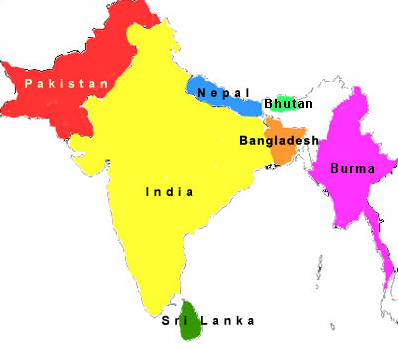 Pakistan
Nepal
Bhutan
Bangladesh
Burma
India
Sri Lanka